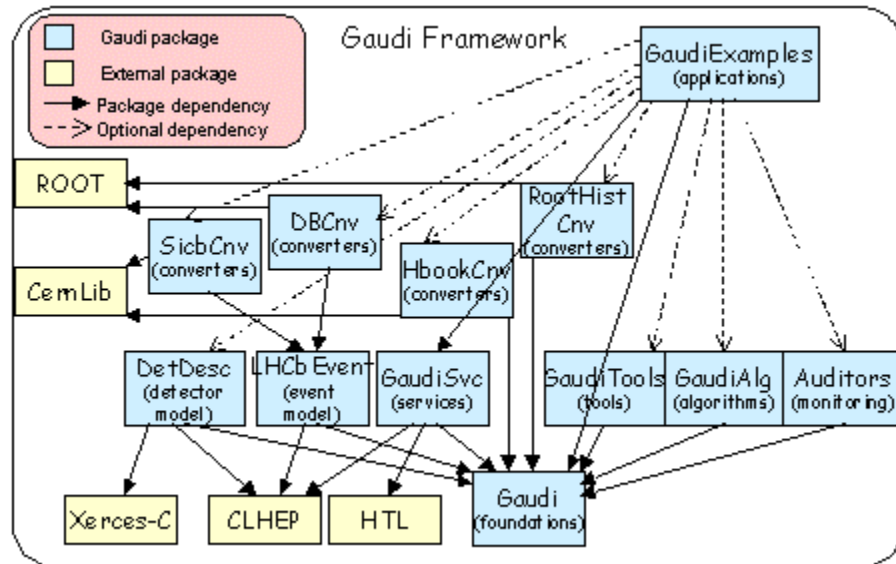 Gaudi package
External package
Package dependency
Optional dependency
Gaudi Framework
GaudiExamples
(applications)
ROOT
SicbCnv
(converters)
DBCnv
(converters)
RootHist
Cnv
(converters)
HbookCnv
(converters)
CernLib
DetDesc
(detector
model)
LHCb Event
(event
model)
GaudiSvc
(services)
GaudiTools
(tools)
GaudiAlg
(algorithms)
Auditors
(monitoring)
Xerces-C
CLHEP
HTL
Gaudi
(foundations)